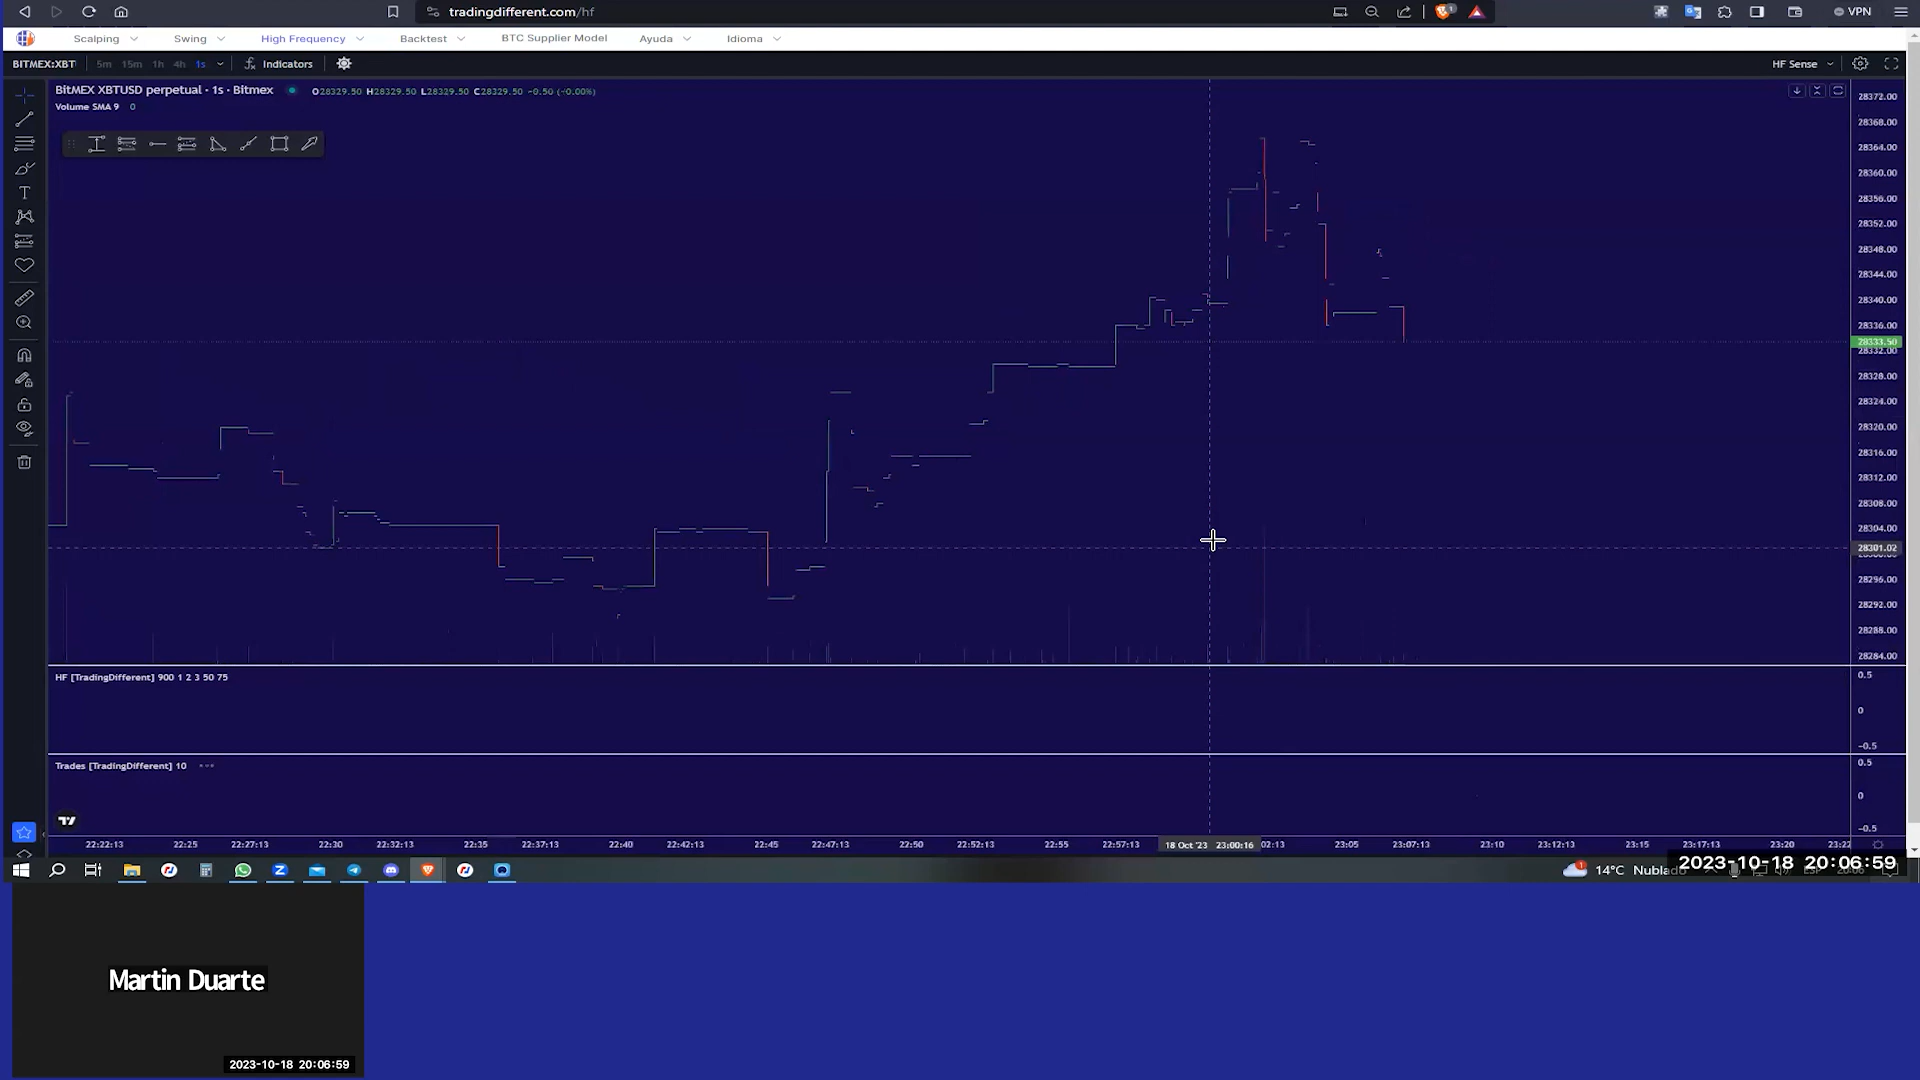 tradingdifferent.com/hf
VPN
Scalping
Swing
High Frequency
Backtest
BTC Supplier Model
Ayuda
Idioma
BITMEX:XBT
5m
15m
1h
4h
1s
Indicators
HF Sense
BitMEX XBTUSD perpetual · 1s · Bitmex
O28329.50 H28329.50 L28329.50 C28329.50 −0.50 (−0.00%)
Volume SMA 9 0
28372.00
28368.00
28364.00
28360.00
28356.00
28352.00
28348.00
28344.00
28340.00
28336.00
28333.50
28332.00
28328.00
28324.00
28320.00
28316.00
28312.00
28308.00
28304.00
28301.02
28296.00
28292.00
28288.00
28284.00
HF [TradingDifferent] 900 1 2 3 50 75
0.5
0
−0.5
Trades [TradingDifferent] 10
0.5
0
−0.5
22:22:13
22:25
22:27:13
22:30
22:32:13
22:35
22:37:13
22:40
22:42:13
22:45
22:47:13
22:50
22:52:13
22:55
22:57:13
18 Oct '23 23:00:16
02:13
23:05
23:07:13
23:10
23:12:13
23:15
23:17:13
23:20
23:22
14°C Nublado
2023-10-18 20:06:59
Martin Duarte
2023-10-18 20:06:59